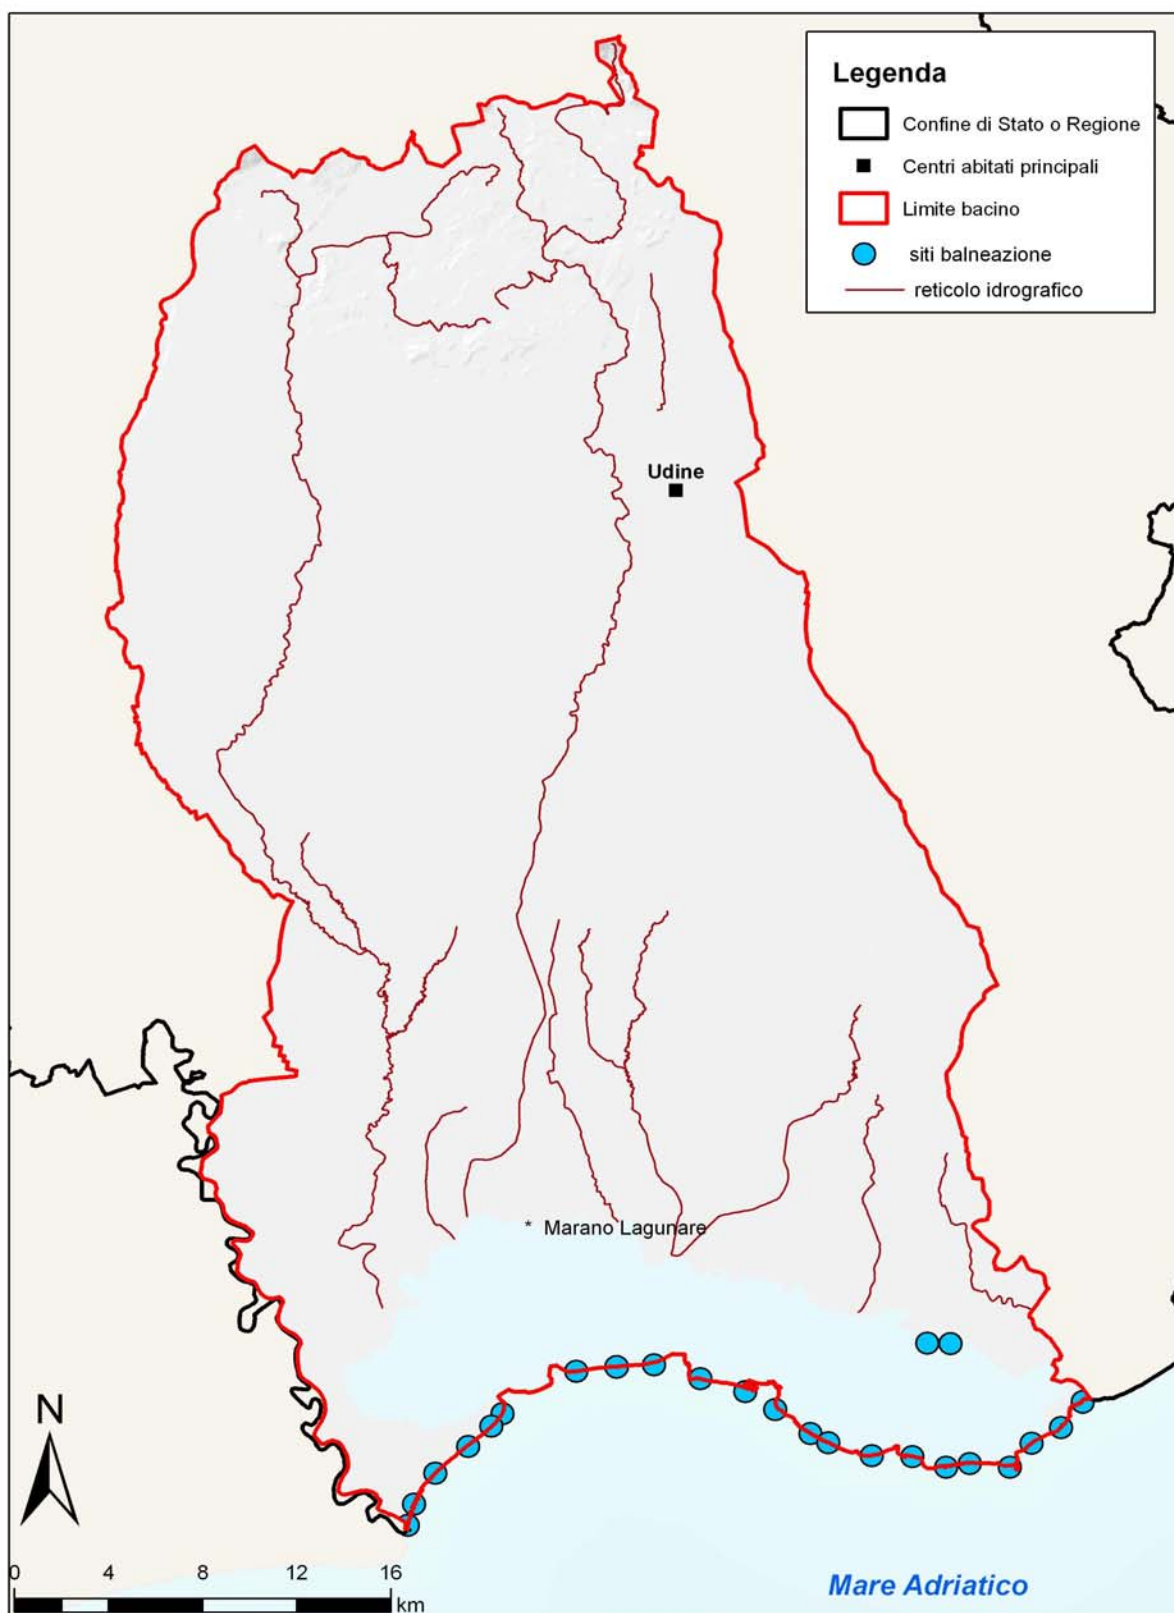 Legenda
Confine di Stato o Regione
Centri abitati principali
Limite bacino
siti balneazione
reticolo idrografico
Udine
* Marano Lagunare
N
0 4 8 12 16
km
Mare Adriatico